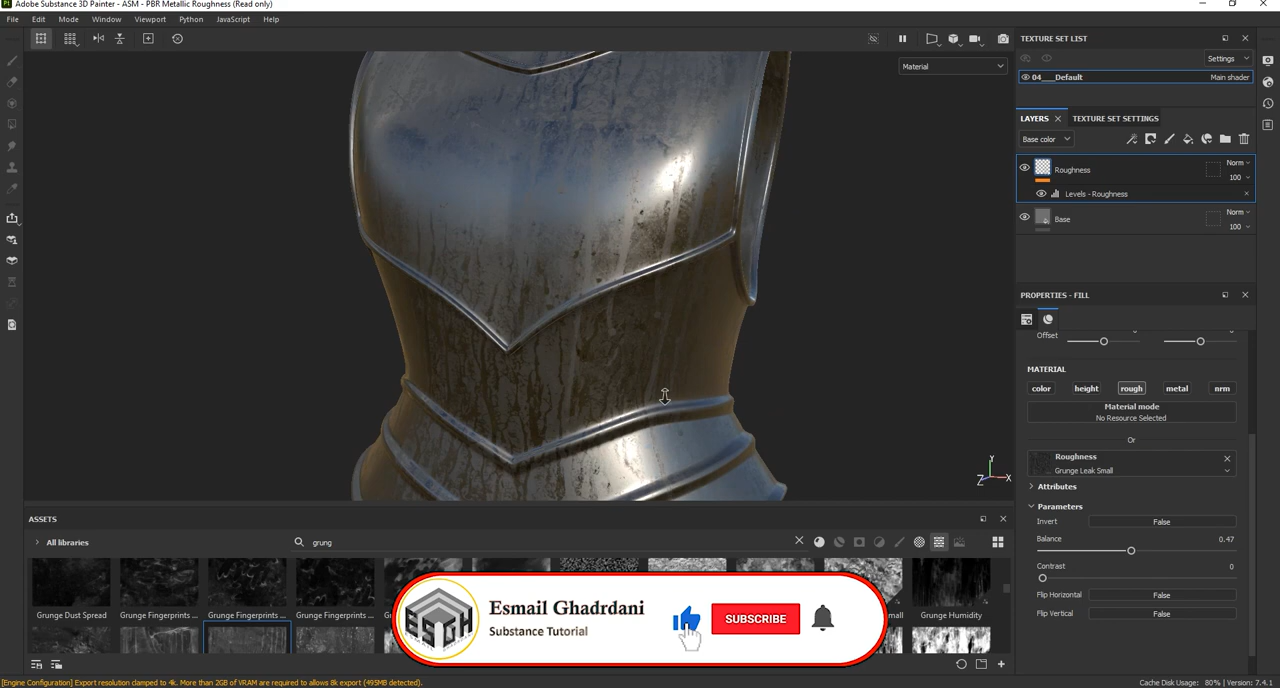 Adobe Substance 3D Painter - ASM - PBR Metallic Roughness (Read only)
File Edit Mode Window Viewport Python JavaScript Help
Material
TEXTURE SET LIST
Settings
04___Default Main shader
LAYERS TEXTURE SET SETTINGS
Base color
Roughness Norm 100
Levels - Roughness
Base Norm 100
PROPERTIES - FILL
Offset
MATERIAL
color height rough metal nrm
Material mode
No Resource Selected
Or
Roughness
Grunge Leak Small
Attributes
Parameters
Invert False
Balance 0.47
Contrast 0
Flip Horizontal False
Flip Vertical False
Y
Z X
ASSETS
All libraries grung
Grunge Dust Spread Grunge Fingerprints ... Grunge Fingerprints ... Grunge Fingerprints ... mall Grunge Humidity
ESGH
Esmail Ghadrdani
Substance Tutorial
SUBSCRIBE
[Engine Configuration] Export resolution clamped to 4k. More than 2GB of VRAM are required to allows 8k export (495MB detected).
Cache Disk Usage: 80% | Version: 7.4.1